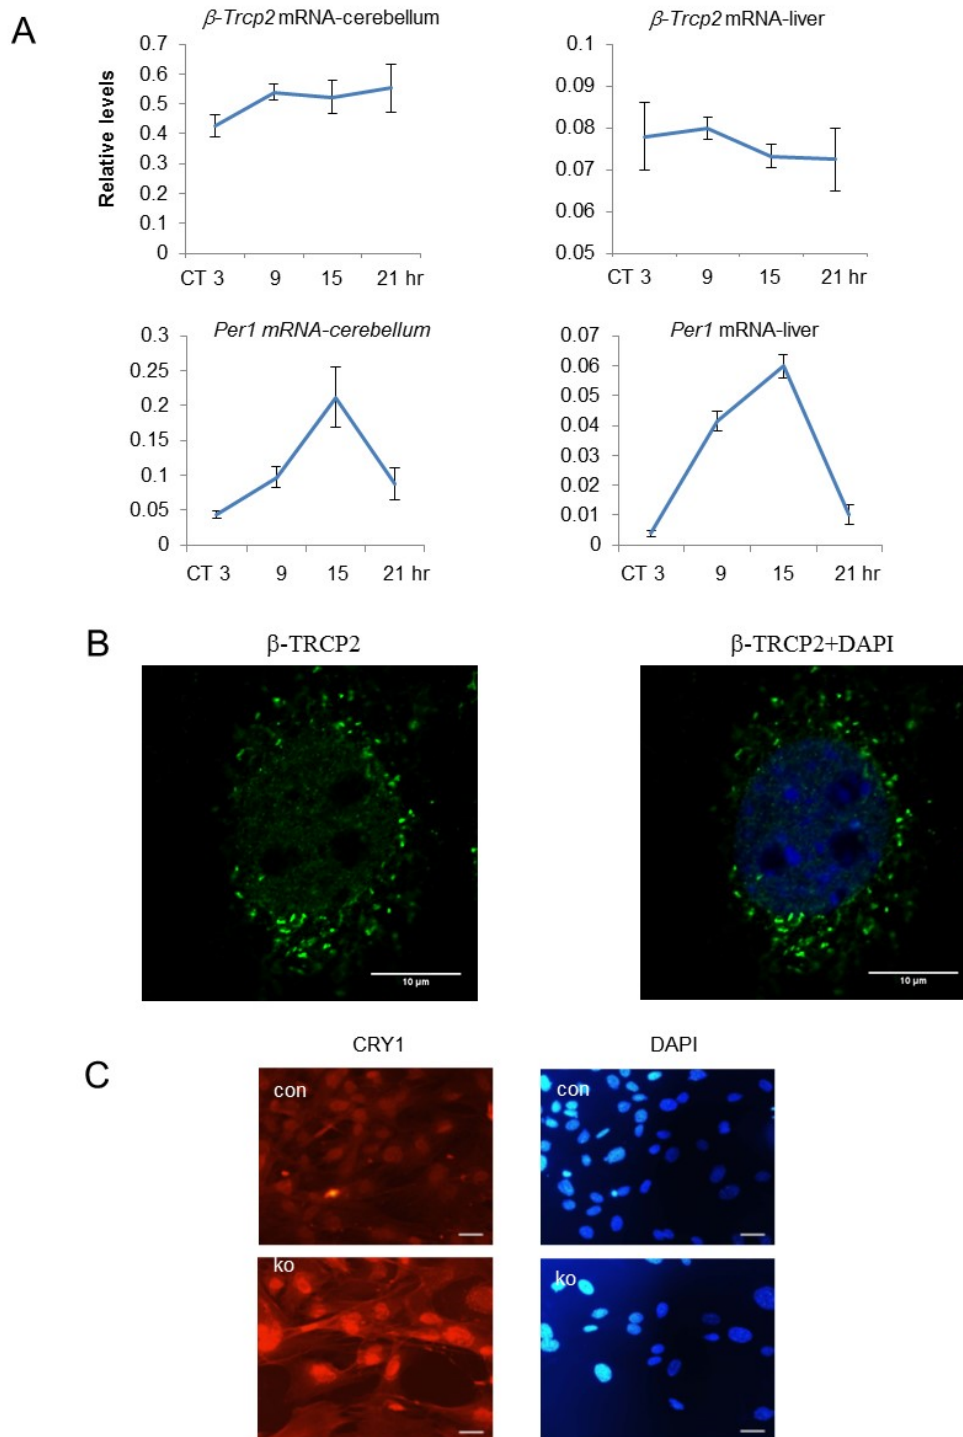 A
β-Trcp2 mRNA-cerebellum
Relative levels
0.7
0.6
0.5
0.4
0.3
0.2
0.1
0
CT 3 9 15 21 hr
β-Trcp2 mRNA-liver
0.1
0.09
0.08
0.07
0.06
0.05
CT 3 9 15 21 hr
Per1 mRNA-cerebellum
0.3
0.25
0.2
0.15
0.1
0.05
0
CT 3 9 15 21 hr
Per1 mRNA-liver
0.07
0.06
0.05
0.04
0.03
0.02
0.01
0
CT 3 9 15 21 hr
B
β-TRCP2
10 µm
β-TRCP2+DAPI
10 µm
C
CRY1
DAPI
con
con
ko
ko